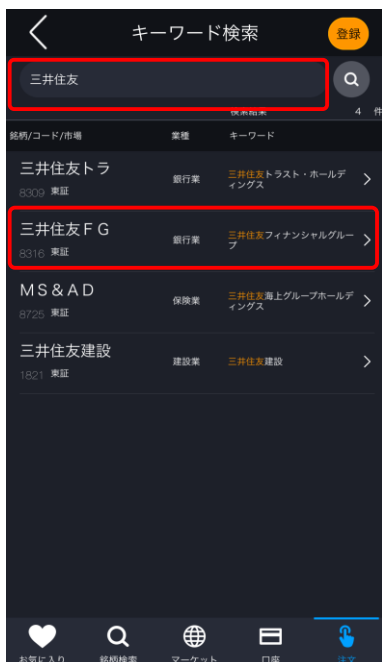 キーワード検索
登録
三井住友
検索結果 4 件
銘柄/コード/市場 業種 キーワード
三井住友トラ
8309 東証
銀行業
三井住友トラスト・ホールデ
ィングス
三井住友ＦＧ
8316 東証
銀行業
三井住友フィナンシャルグルー
プ
ＭＳ＆ＡＤ
8725 東証
保険業
三井住友海上グループホールデ
ィングス
三井住友建設
1821 東証
建設業
三井住友建設
お気に入り 銘柄検索 マーケット 口座 注文